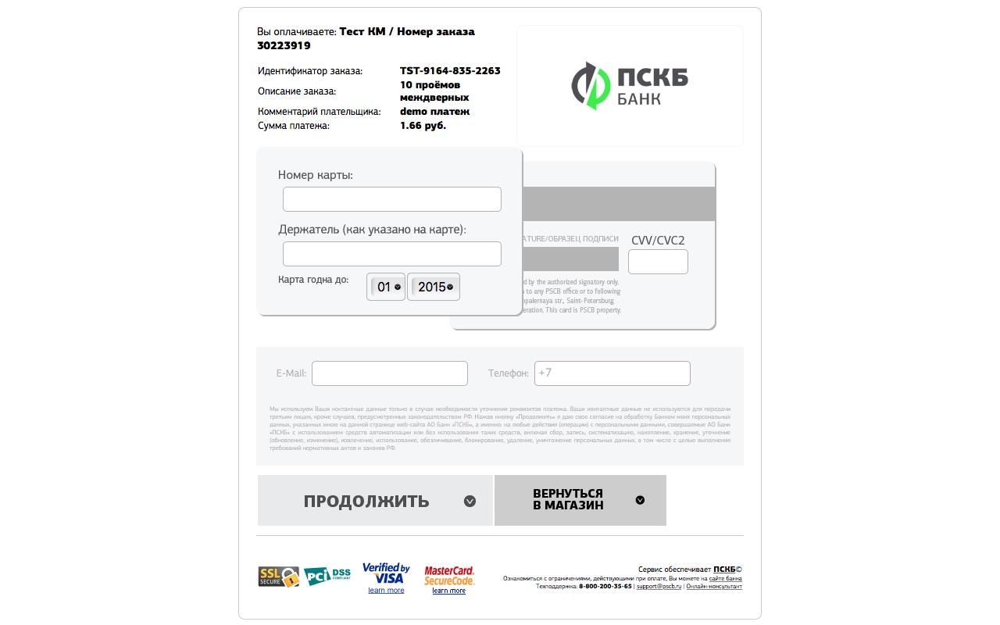 Вы оплачиваете: Тест КМ / Номер заказа
30223919
Идентификатор заказа: TST-9164-835-2263
Описание заказа: 10 проёмов
междверных
Комментарий плательщика: demo платеж
Сумма платежа: 1.66 руб.
ПСКБ
БАНК
Номер карты:
Держатель (как указано на карте):
Карта годна до: 01 2015
ATURE/ОБРАЗЕЦ ПОДПИСИ
CVV/CVC2
d by the authorized signatory only.
to any PSCB office or to following
palernaya str., Saint-Petersburg
eration. This card is PSCB property.
E-Mail:
Телефон: +7
Мы используем Ваши контактные данные только в случае необходимости уточнения реквизитов платежа. Ваши контактные данные не используются для передачи
третьим лицам, кроме случаев, предусмотренных законодательством РФ. Нажав кнопку «Продолжить» я даю свое согласие на обработку Банком моих персональных
данных, указанных мною на данной странице web-сайта АО Банк «ПСКБ», а именно: на любые действия (операции) с персональными данными, совершаемые АО Банк
«ПСКБ» с использованием средств автоматизации или без использования таких средств, включая сбор, запись, систематизацию, накопление, хранение, уточнение
(обновление, изменение), извлечение, использование, обезличивание, блокирование, удаление, уничтожение персональных данных, в том числе с целью выполнения
требований нормативных актов и законов РФ.
ПРОДОЛЖИТЬ
ВЕРНУТЬСЯ
В МАГАЗИН
SSL
SECURE
PCI DSS
COMPLIANT
Verified by
VISA
learn more
MasterCard.
SecureCode.
learn more
Сервис обеспечивает ПСКБ©
Ознакомиться с ограничениями, действующими при оплате, Вы можете на сайте банка
Техподдержка: 8-800-200-35-65 | support@pscb.ru | Онлайн-консультант